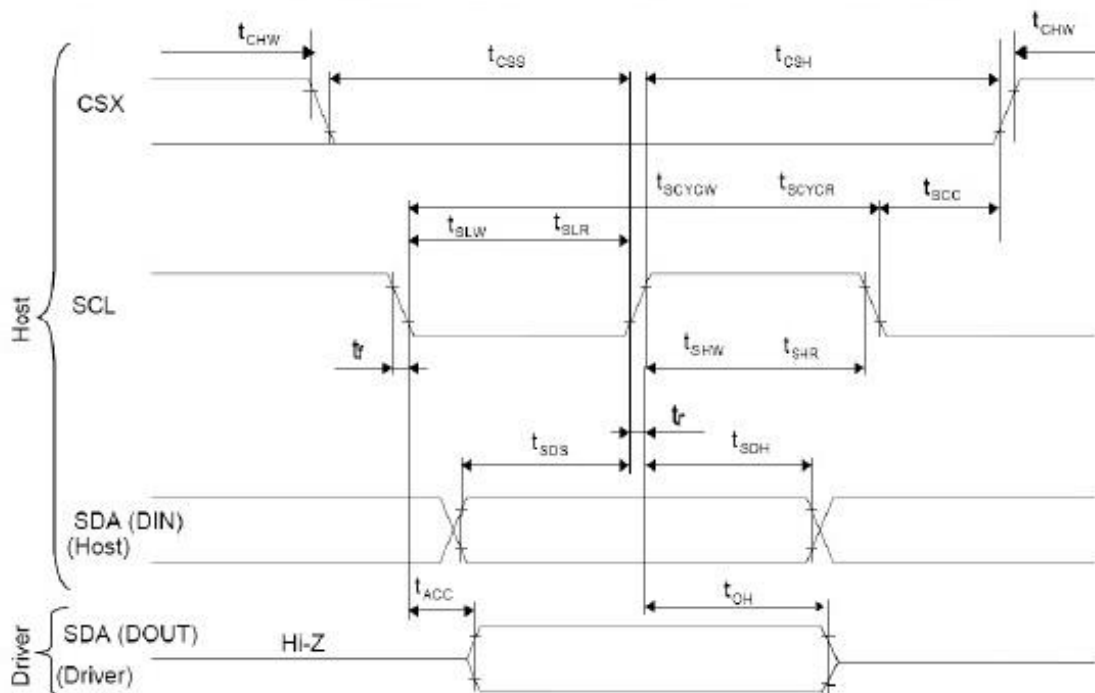 tCHW
tCHW
tCSS
tCSH
CSX
tSCYCW
tSCYCR
tSCC
tSLW
tSLR
Host
SCL
tf
tSHW
tSHR
tr
tSDS
tSDH
SDA (DIN)
(Host)
tACC
tOH
Driver
SDA (DOUT)
Hi-Z
(Driver)